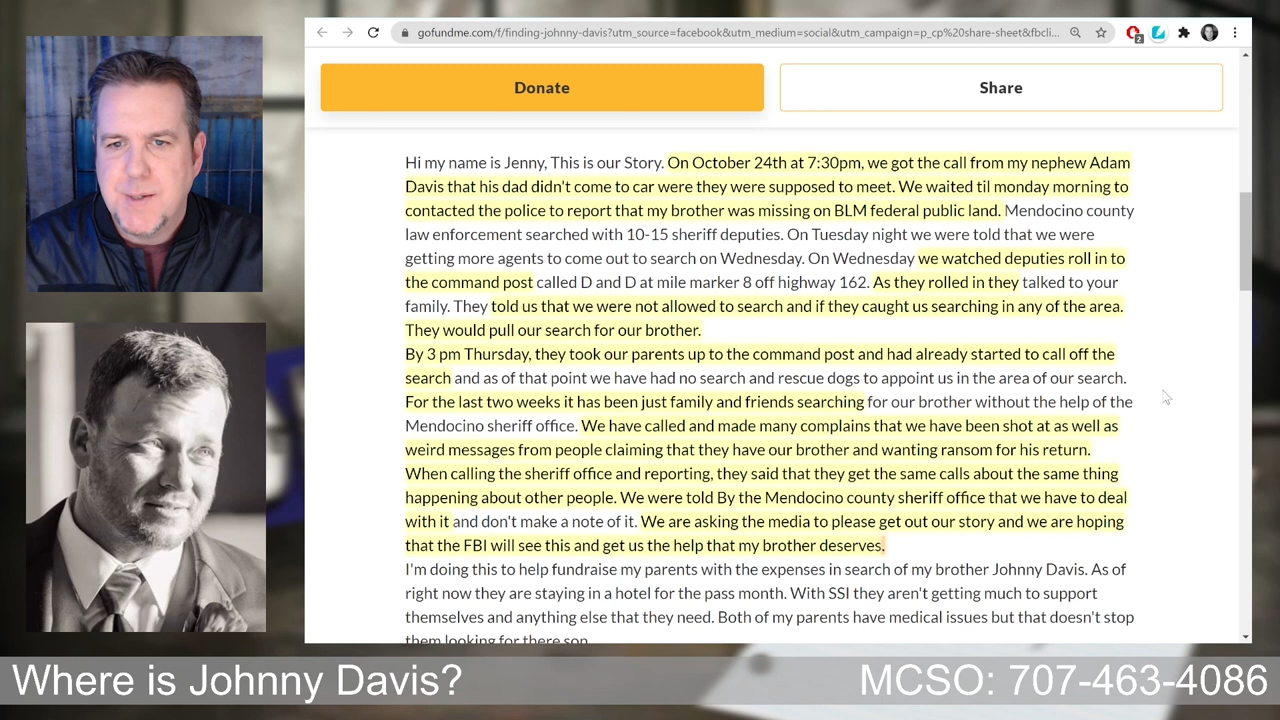 gofundme.com/f/finding-johnny-davis?utm_source=facebook&utm_medium=social&utm_campaign=p_cp%20share-sheet&fbcli...
2
Donate
Share
Hi my name is Jenny, This is our Story. On October 24th at 7:30pm, we got the call from my nephew Adam
Davis that his dad didn't come to car were they were supposed to meet. We waited til monday morning to
contacted the police to report that my brother was missing on BLM federal public land. Mendocino county
law enforcement searched with 10-15 sheriff deputies. On Tuesday night we were told that we were
getting more agents to come out to search on Wednesday. On Wednesday we watched deputies roll in to
the command post called D and D at mile marker 8 off highway 162. As they rolled in they talked to your
family. They told us that we were not allowed to search and if they caught us searching in any of the area.
They would pull our search for our brother.
By 3 pm Thursday, they took our parents up to the command post and had already started to call off the
search and as of that point we have had no search and rescue dogs to appoint us in the area of our search.
For the last two weeks it has been just family and friends searching for our brother without the help of the
Mendocino sheriff office. We have called and made many complains that we have been shot at as well as
weird messages from people claiming that they have our brother and wanting ransom for his return.
When calling the sheriff office and reporting, they said that they get the same calls about the same thing
happening about other people. We were told By the Mendocino county sheriff office that we have to deal
with it and don't make a note of it. We are asking the media to please get out our story and we are hoping
that the FBI will see this and get us the help that my brother deserves.
I'm doing this to help fundraise my parents with the expenses in search of my brother Johnny Davis. As of
right now they are staying in a hotel for the pass month. With SSI they aren't getting much to support
themselves and anything else that they need. Both of my parents have medical issues but that doesn't stop
them looking for there son
Where is Johnny Davis?
MCSO: 707-463-4086